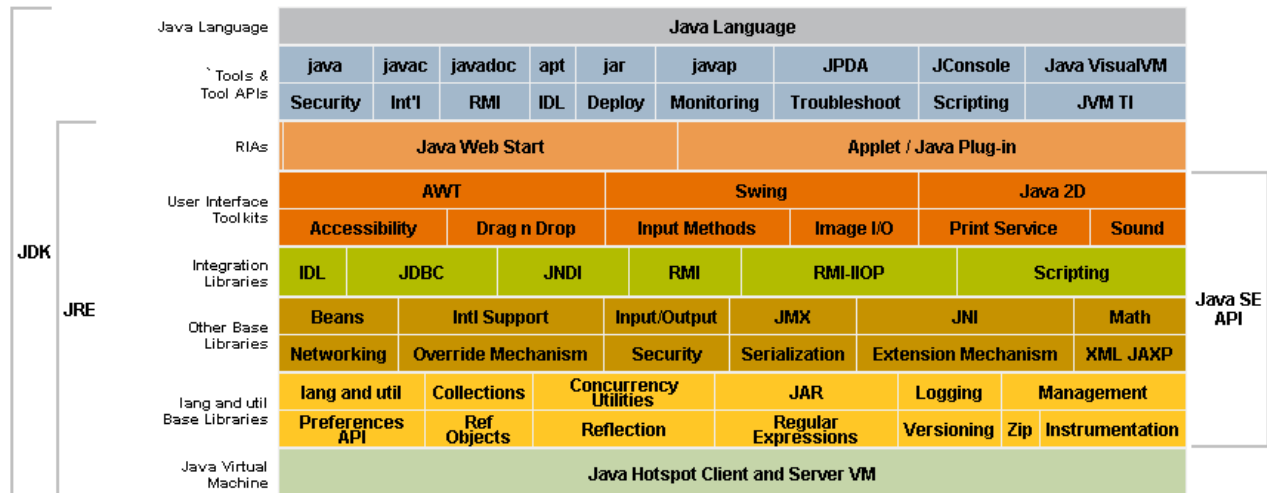 Java Language
Java Language
`Tools &
Tool APIs
java javac javadoc apt jar javap JPDA JConsole Java VisualVM
Security Int'l RMI IDL Deploy Monitoring Troubleshoot Scripting JVM TI
RIAs
Java Web Start Applet / Java Plug-in
User Interface
Toolkits
AWT Swing Java 2D
Accessibility Drag n Drop Input Methods Image I/O Print Service Sound
Integration
Libraries
IDL JDBC JNDI RMI RMI-IIOP Scripting
JDK
JRE
Java SE
API
Other Base
Libraries
Beans Intl Support Input/Output JMX JNI Math
Networking Override Mechanism Security Serialization Extension Mechanism XML JAXP
lang and util
Base Libraries
lang and util Collections Concurrency
Utilities JAR Logging Management
Preferences
API Ref
Objects Reflection Regular
Expressions Versioning Zip Instrumentation
Java Virtual
Machine
Java Hotspot Client and Server VM